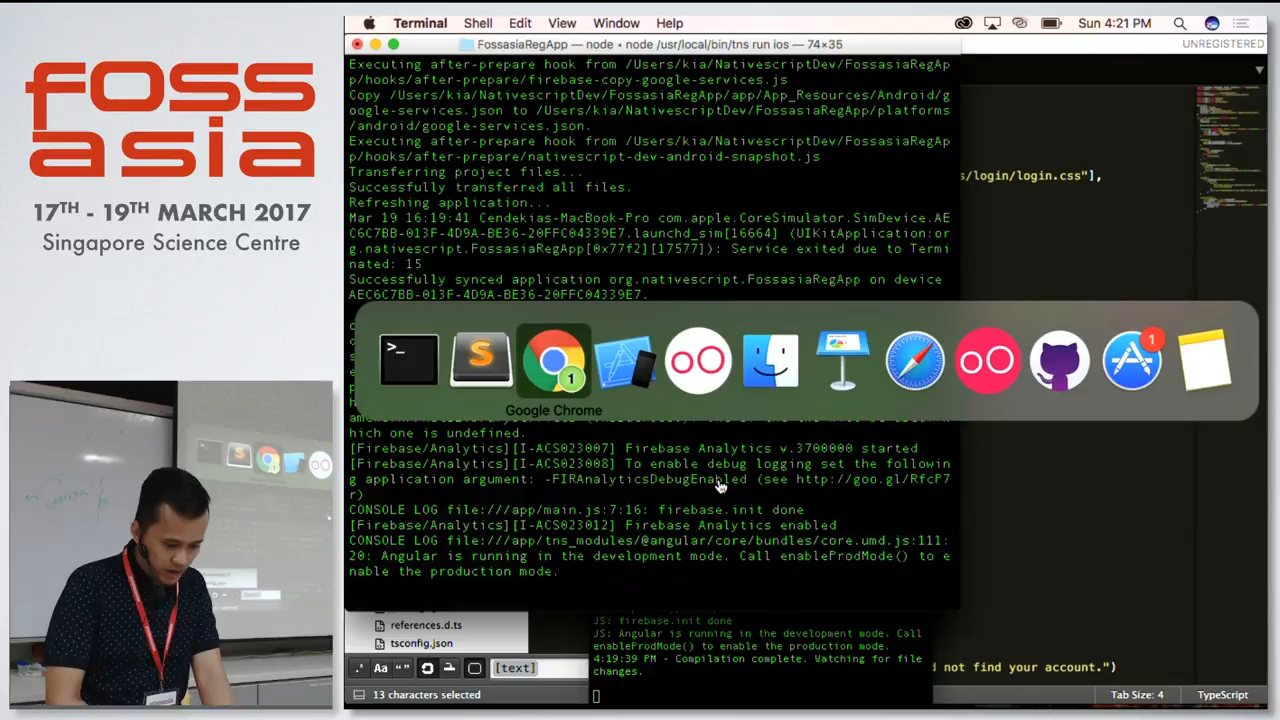 foss
asia
17TH - 19TH MARCH 2017
Singapore Science Centre
Terminal Shell Edit View Window Help
Sun 4:21 PM
FossasiaRegApp — node ◂ node /usr/local/bin/tns run ios — 74×35
UNREGISTERED
Executing after-prepare hook from /Users/kia/NativescriptDev/FossasiaRegAp
p/hooks/after-prepare/firebase-copy-google-services.js
Copy /Users/kia/NativescriptDev/FossasiaRegApp/app/App_Resources/Android/g
oogle-services.json to /Users/kia/NativescriptDev/FossasiaRegApp/platforms
/android/google-services.json.
Executing after-prepare hook from /Users/kia/NativescriptDev/FossasiaRegAp
p/hooks/after-prepare/nativescript-dev-android-snapshot.js
Transferring project files...
s/login/login.css"],
Successfully transferred all files.
Refreshing application...
Mar 19 16:19:41 Cendekias-MacBook-Pro com.apple.CoreSimulator.SimDevice.AE
C6C7BB-013F-4D9A-BE36-20FFC04339E7.launchd_sim[16664] (UIKitApplication:or
g.nativescript.FossasiaRegApp[0x77f2][17577]): Service exited due to Termi
nated: 15
Successfully synced application org.nativescript.FossasiaRegApp on device
AEC6C7BB-013F-4D9A-BE36-20FFC04339E7.
1
1
Google Chrome
hich one is undefined.
[Firebase/Analytics][I-ACS023007] Firebase Analytics v.3700000 started
[Firebase/Analytics][I-ACS023008] To enable debug logging set the followin
g application argument: -FIRAnalyticsDebugEnabled (see http://goo.gl/RfcP7
r)
CONSOLE LOG file:///app/main.js:7:16: firebase.init done
[Firebase/Analytics][I-ACS023012] Firebase Analytics enabled
CONSOLE LOG file:///app/tns_modules/@angular/core/bundles/core.umd.js:111:
20: Angular is running in the development mode. Call enableProdMode() to e
nable the production mode.
references.d.ts
tsconfig.json
JS: firebase.init done
JS: Angular is running in the development mode. Call
enableProdMode() to enable the production mode.
4:19:39 PM - Compilation complete. Watching for file
changes.
d not find your account.")
.* Aa “” [text]
13 characters selected
Tab Size: 4
TypeScript